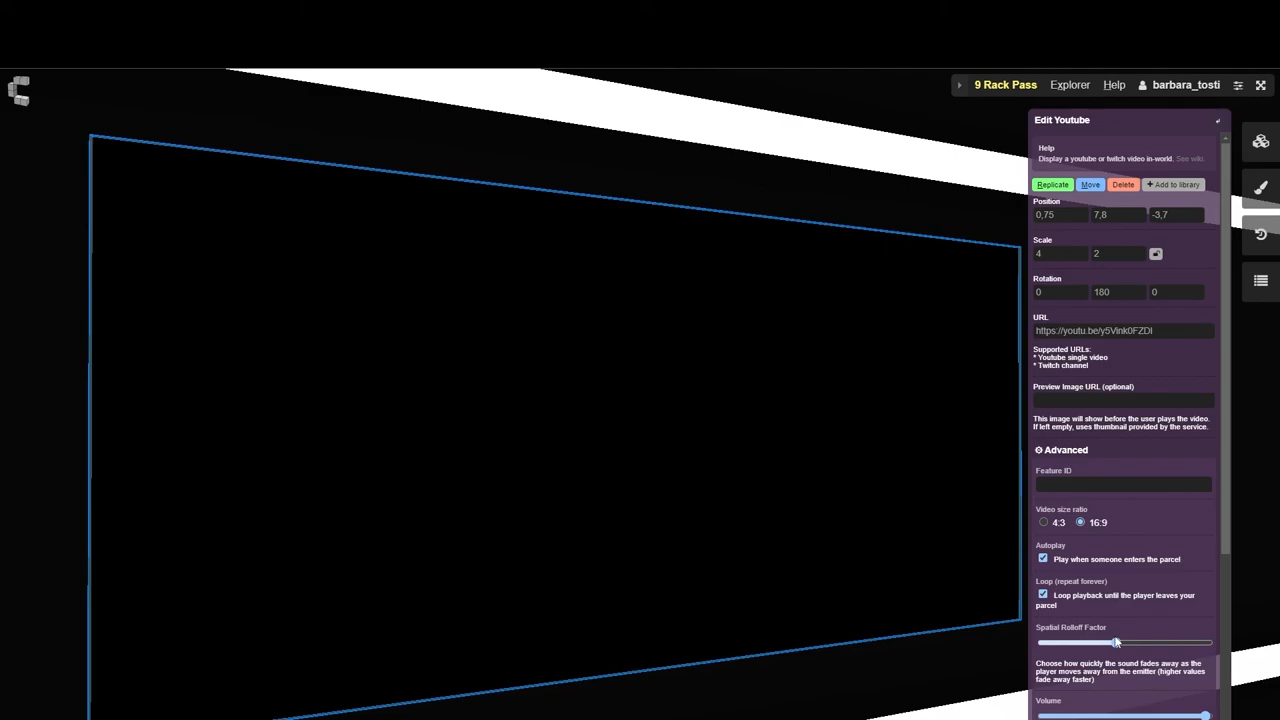 9 Rack Pass Explorer Help barbara_tosti
Edit Youtube
Help
Display a youtube or twitch video in-world. See wiki.
Replicate Move Delete + Add to library
Position
0,75 7,8 -3,7
Scale
4 2
Rotation
0 180 0
URL
https://youtu.be/y5Vink0FZDI
Supported URLs:
* Youtube single video
* Twitch channel
Preview Image URL (optional)
This image will show before the user plays the video.
If left empty, uses thumbnail provided by the service.
Advanced
Feature ID
Video size ratio
4:3 16:9
Autoplay
Play when someone enters the parcel
Loop (repeat forever)
Loop playback until the player leaves your
parcel
Spatial Rolloff Factor
Choose how quickly the sound fades away as the
player moves away from the emitter (higher values
fade away faster)
Volume